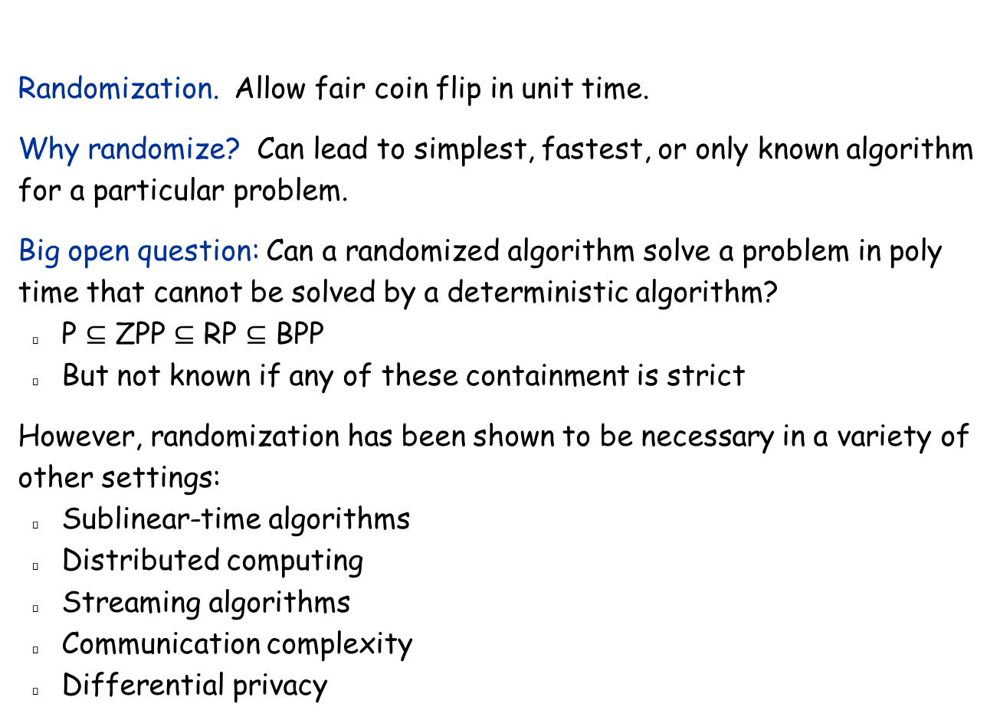 Randomization. Allow fair coin flip in unit time.
Why randomize? Can lead to simplest, fastest, or only known algorithm
for a particular problem.
Big open question: Can a randomized algorithm solve a problem in poly
time that cannot be solved by a deterministic algorithm?
▯ P ⊆ ZPP ⊆ RP ⊆ BPP
▯ But not known if any of these containment is strict
However, randomization has been shown to be necessary in a variety of
other settings:
▯ Sublinear-time algorithms
▯ Distributed computing
▯ Streaming algorithms
▯ Communication complexity
▯ Differential privacy